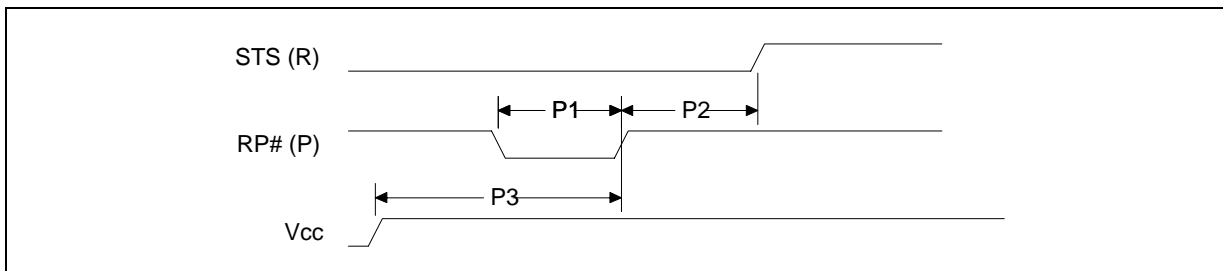 STS (R)
P1 P2
RP# (P)
P3
Vcc